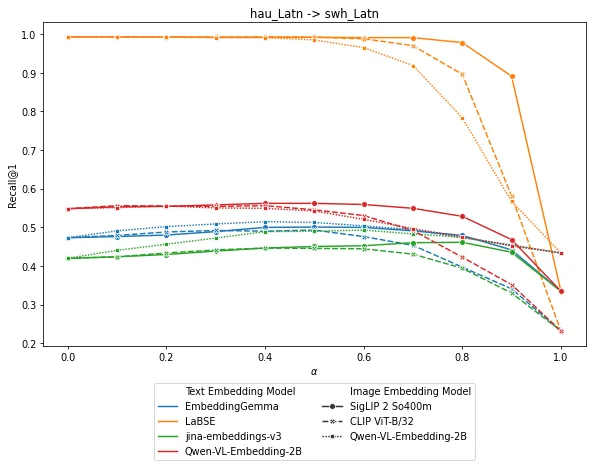 hau_Latn -> swh_Latn
Recall@1
1.0
0.9
0.8
0.7
0.6
0.5
0.4
0.3
0.2
0.0 0.2 0.4 0.6 0.8 1.0
α
Text Embedding Model Image Embedding Model
EmbeddingGemma SigLIP 2 So400m
LaBSE CLIP ViT-B/32
jina-embeddings-v3 Qwen-VL-Embedding-2B
Qwen-VL-Embedding-2B